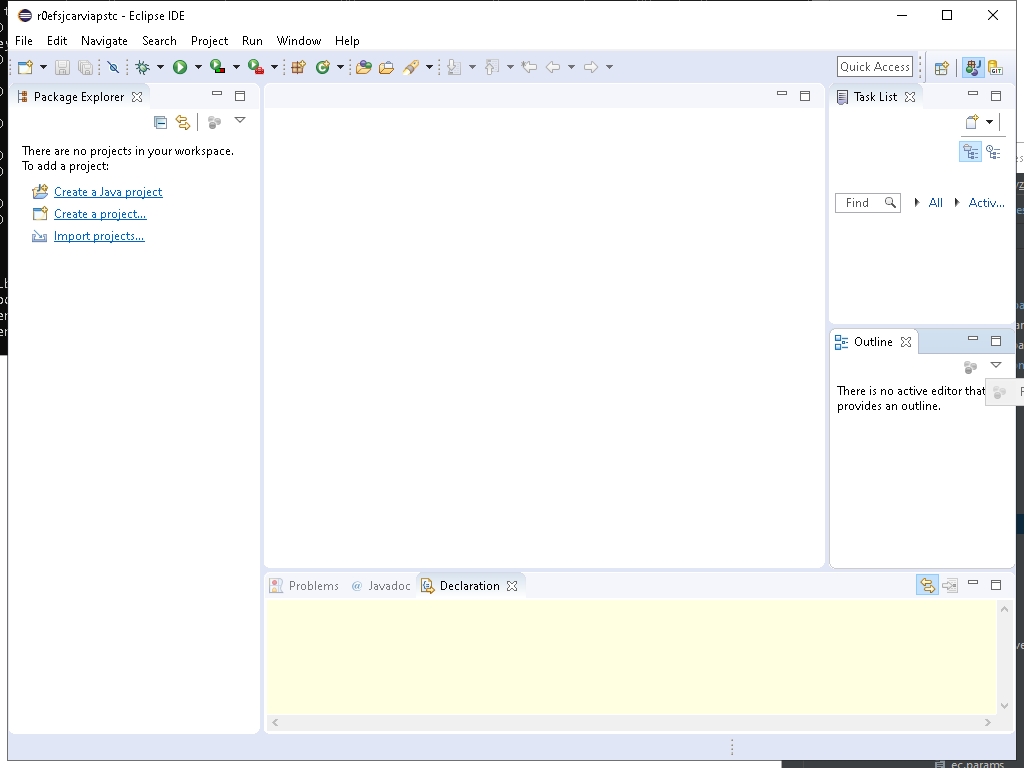 r0efsjcarviapstc - Eclipse IDE
File Edit Navigate Search Project Run Window Help
Quick Access
GIT
Package Explorer
Task List
There are no projects in your workspace.
To add a project:
Create a Java project
Create a project...
Import projects...
Find
All
Activ...
Outline
There is no active editor that
provides an outline.
Problems
@ Javadoc
Declaration
ec.params